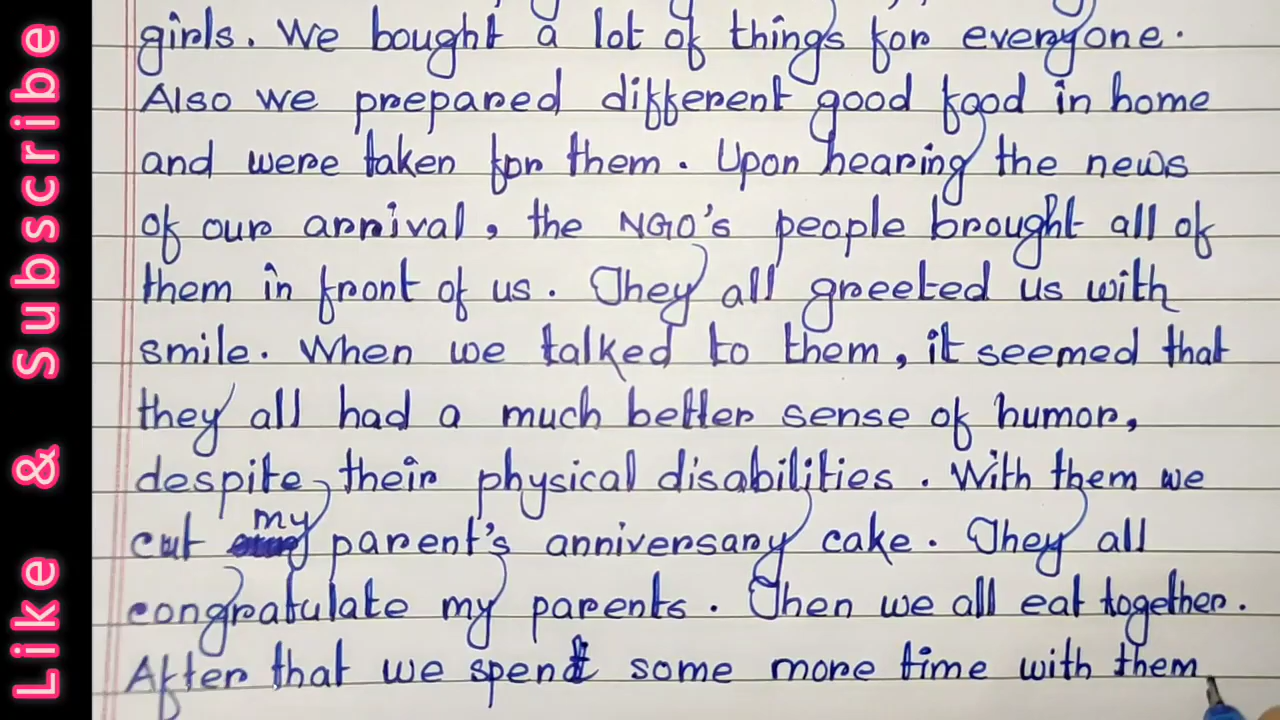 Like & Subscribe
girls. We bought a lot of things for everyone.
Also we prepared different good food in home
and were taken for them. Upon hearing the news
of our arrival, the NGO's people brought all of
them in front of us. They all greeted us with
smile. When we talked to them, it seemed that
they all had a much better sense of humor,
despite their physical disabilities. With them we
cut my parent's anniversary cake. They all
congratulate my parents. Then we all eat together.
After that we spent some more time with them